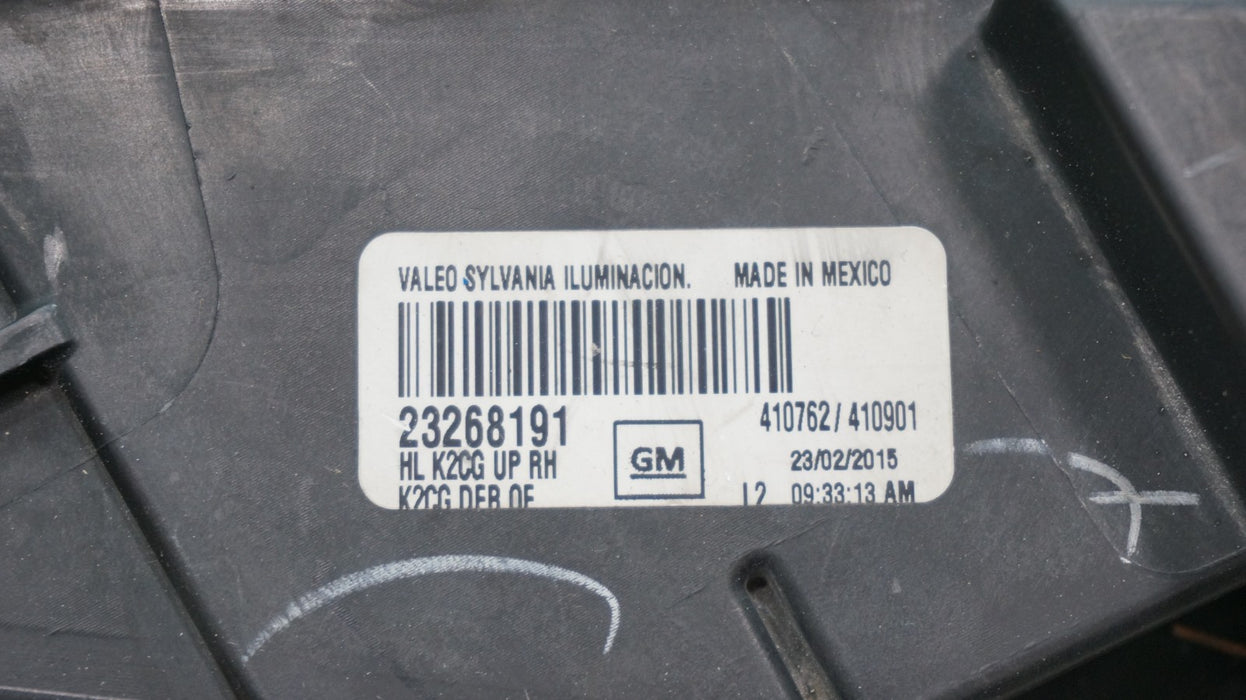 VALEO SYLVANIA ILUMINACION. MADE IN MEXICO
23268191 410762/410901
HL K2CG UP RH GM 23/02/2015
K2CG DER OE L2 09:33:13 AM